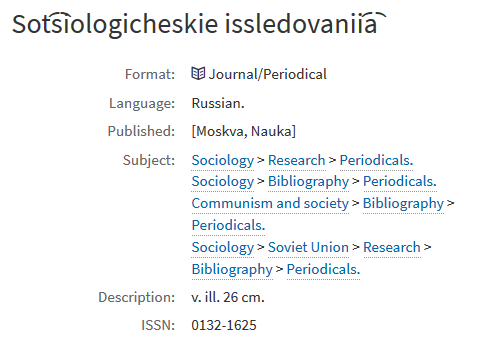 Sot͡siologicheskie issledovanii͡a
Format: Journal/Periodical
Language: Russian.
Published: [Moskva, Nauka]
Subject: Sociology > Research > Periodicals.
Sociology > Bibliography > Periodicals.
Communism and society > Bibliography >
Periodicals.
Sociology > Soviet Union > Research >
Bibliography > Periodicals.
Description: v. ill. 26 cm.
ISSN: 0132-1625